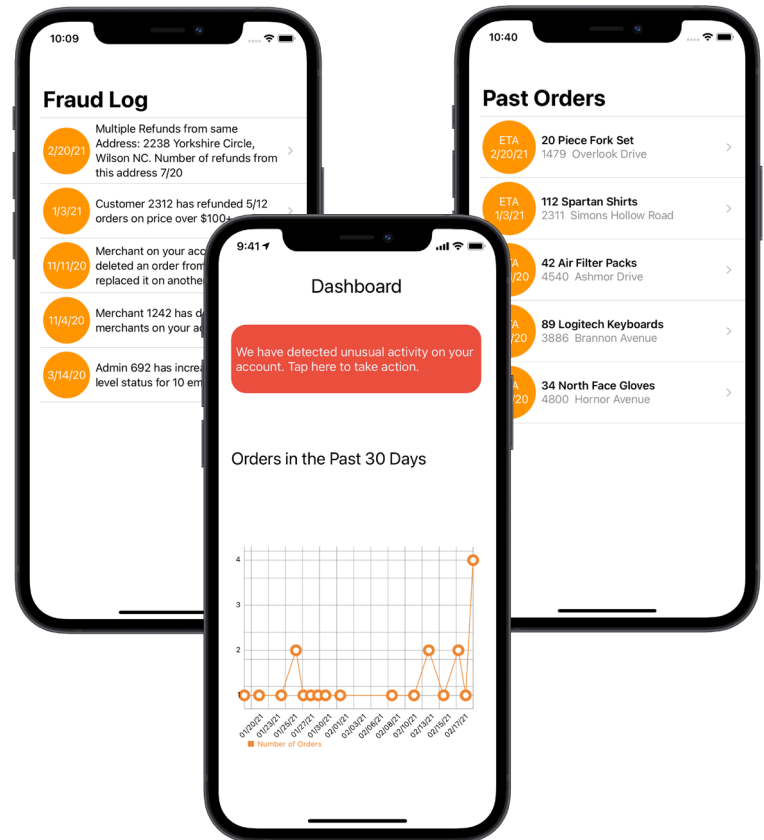 10:09
Fraud Log
2/20/21
Multiple Refunds from same
Address: 2238 Yorkshire Circle,
Wilson NC. Number of refunds from
this address 7/20
1/3/21
Customer 2312 has refunded 5/12
orders on price over $100+
11/11/20
Merchant on your
deleted an order from
replaced it on
11/4/20
Merchant 1242 has
merchants on your
3/14/20
Admin 692 has
level status for 10
10:40
Past Orders
ETA
2/20/21
20 Piece Fork Set
1479 Overlook Drive
ETA
1/3/21
112 Spartan Shirts
2311 Simons Hollow Road
42 Air Filter Packs
4540 Ashmor Drive
89 Logitech Keyboards
3886 Brannon Avenue
34 North Face Gloves
4800 Hornor Avenue
9:41
Dashboard
We have detected unusual activity on your
account. Tap here to take action.
Orders in the Past 30 Days
4
3
2
1
01/20/21
01/23/21
01/25/21
01/27/21
01/30/21
02/01/21
02/03/21
02/06/21
02/08/21
02/10/21
02/13/21
02/15/21
02/17/21
Number of Orders